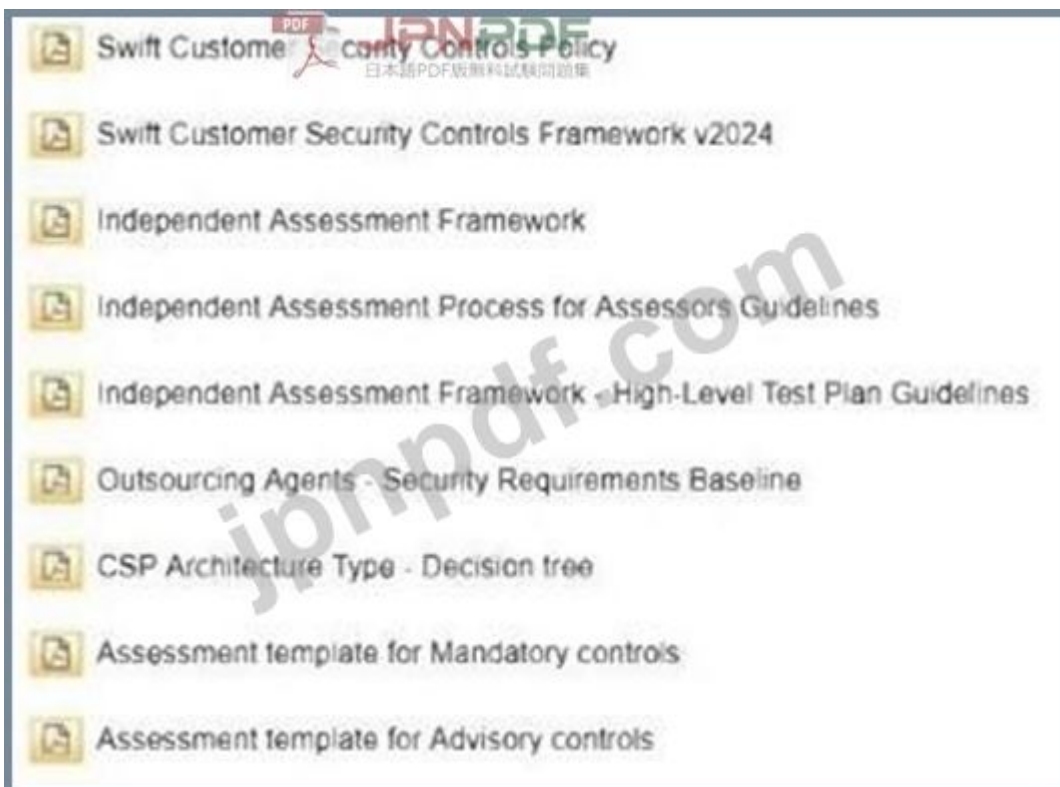 PDF
JPNPDF
日本語PDF版無料試験問題集
Swift Customer Security Controls Policy
Swift Customer Security Controls Framework v2024
Independent Assessment Framework
Independent Assessment Process for Assessors Guidelines
Independent Assessment Framework - High-Level Test Plan Guidelines
Outsourcing Agents - Security Requirements Baseline
CSP Architecture Type - Decision tree
Assessment template for Mandatory controls
Assessment template for Advisory controls
jpnpdf.com